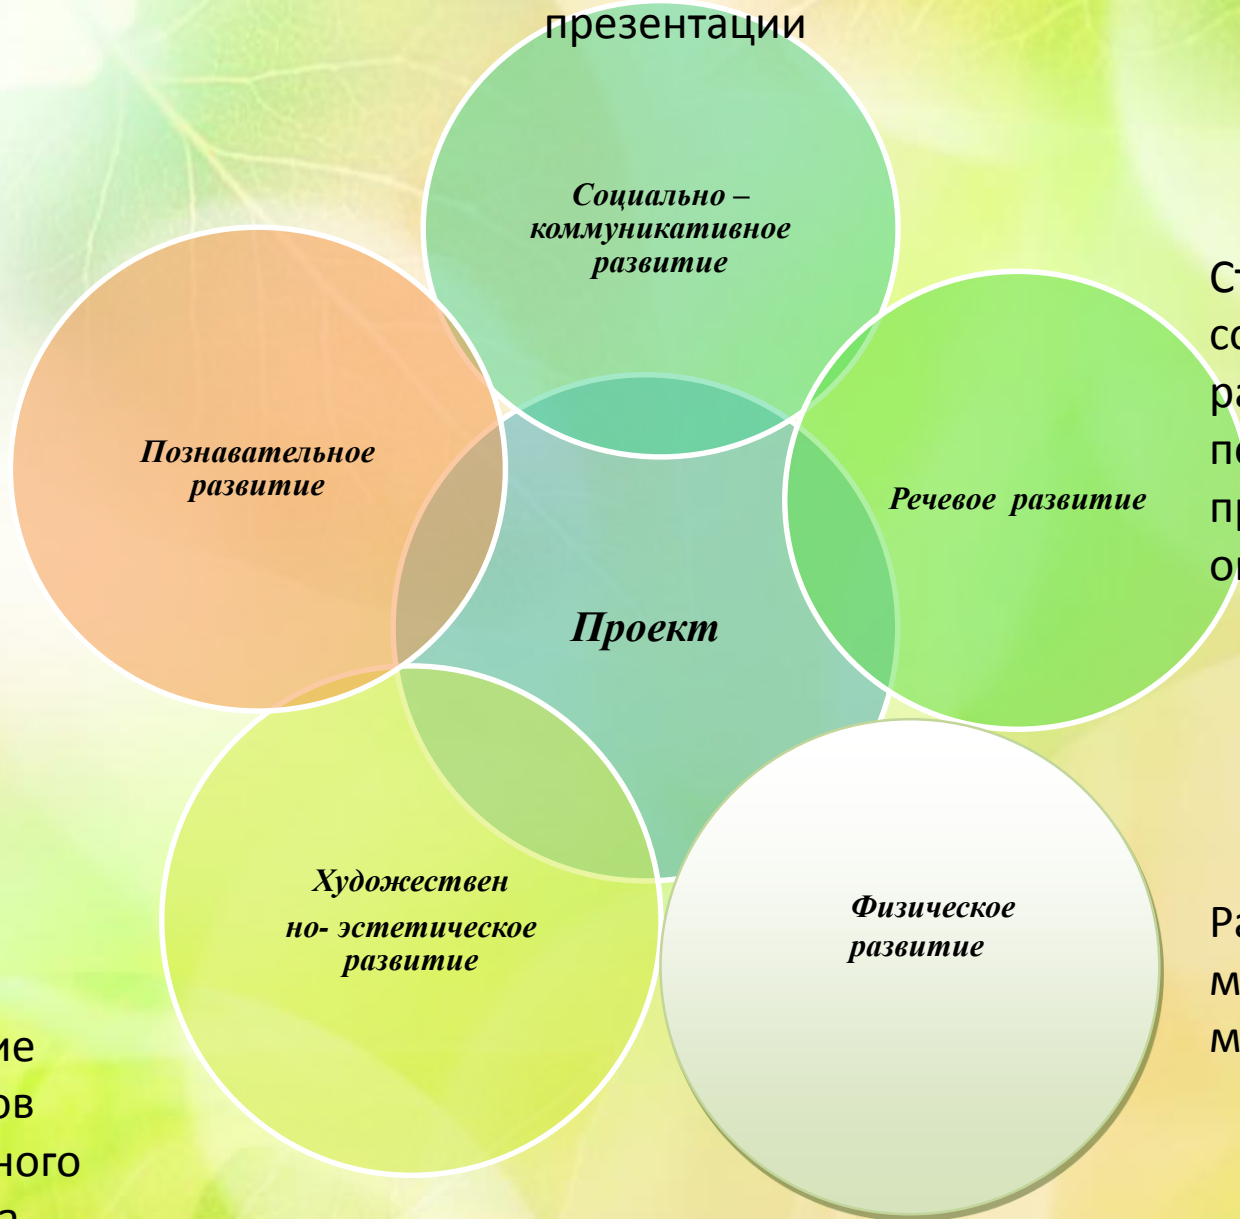 презентации
Социально –
коммуникативное
развитие
Познавательное
развитие
Речевое  развитие
Проект
Художествен
но- эстетическое
развитие
Физическое
развитие